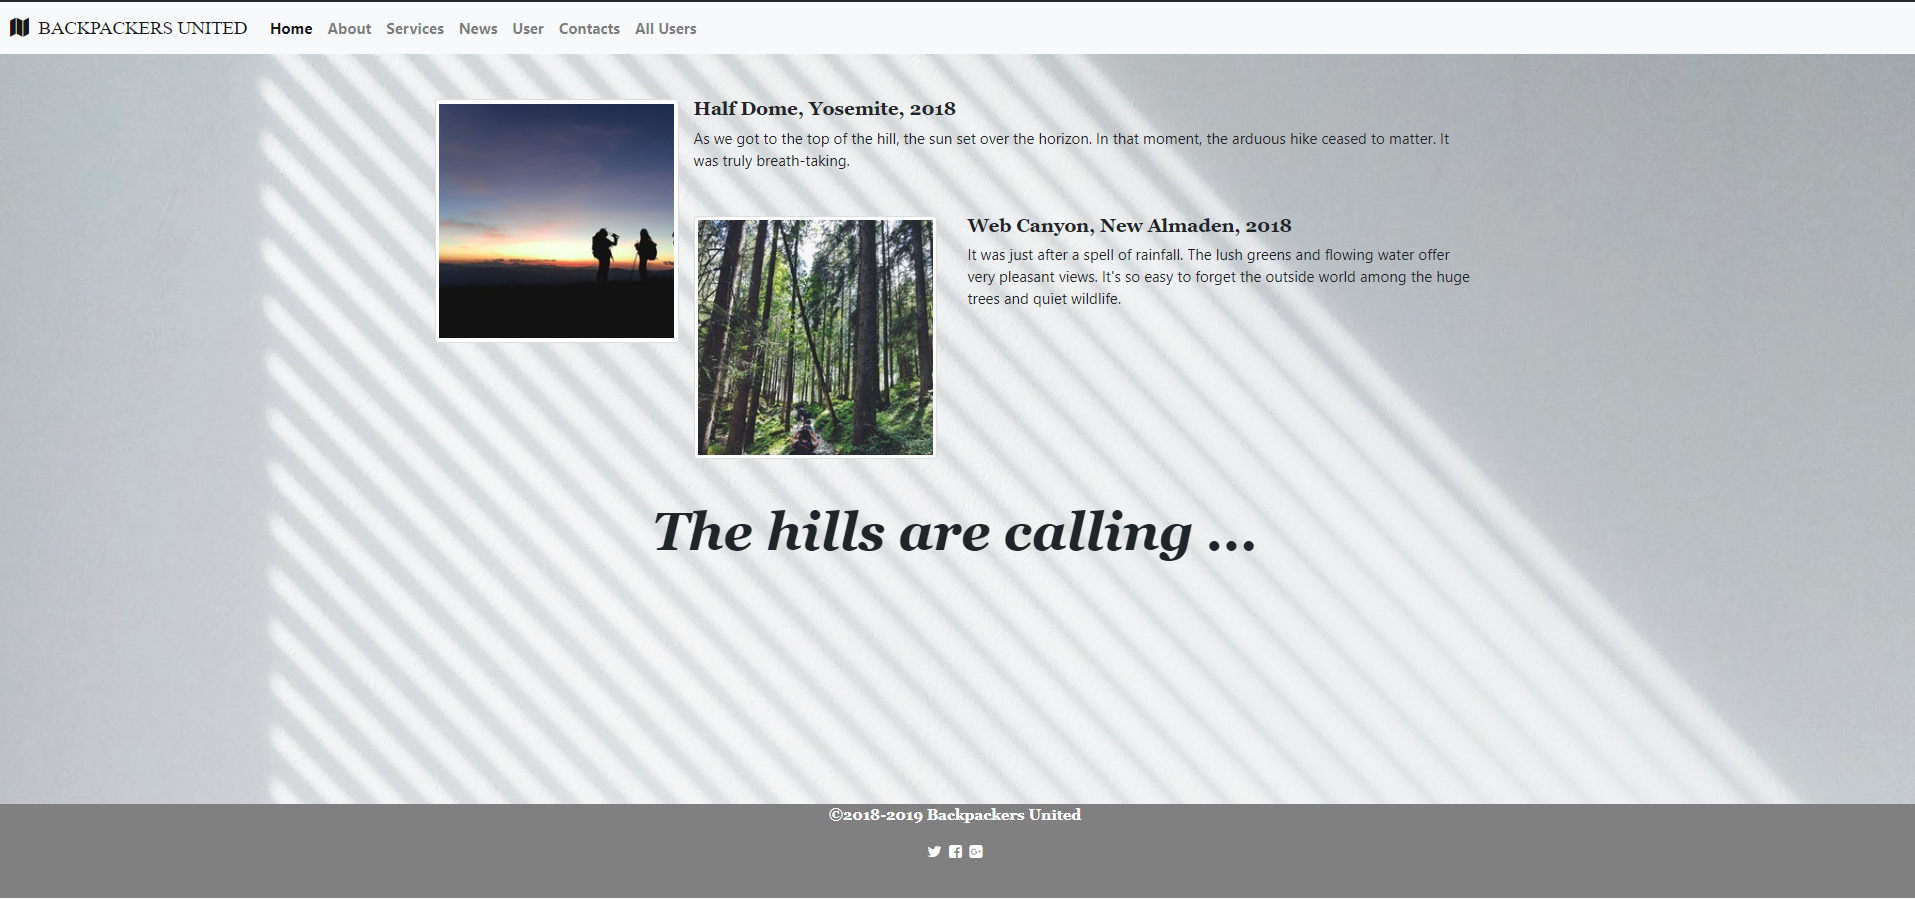 BACKPACKERS UNITED Home About Services News User Contacts All Users
Half Dome, Yosemite, 2018
As we got to the top of the hill, the sun set over the horizon. In that moment, the arduous hike ceased to matter. It
was truly breath-taking.
Web Canyon, New Almaden, 2018
It was just after a spell of rainfall. The lush greens and flowing water offer
very pleasant views. It's so easy to forget the outside world among the huge
trees and quiet wildlife.
The hills are calling ...
©2018-2019 Backpackers United